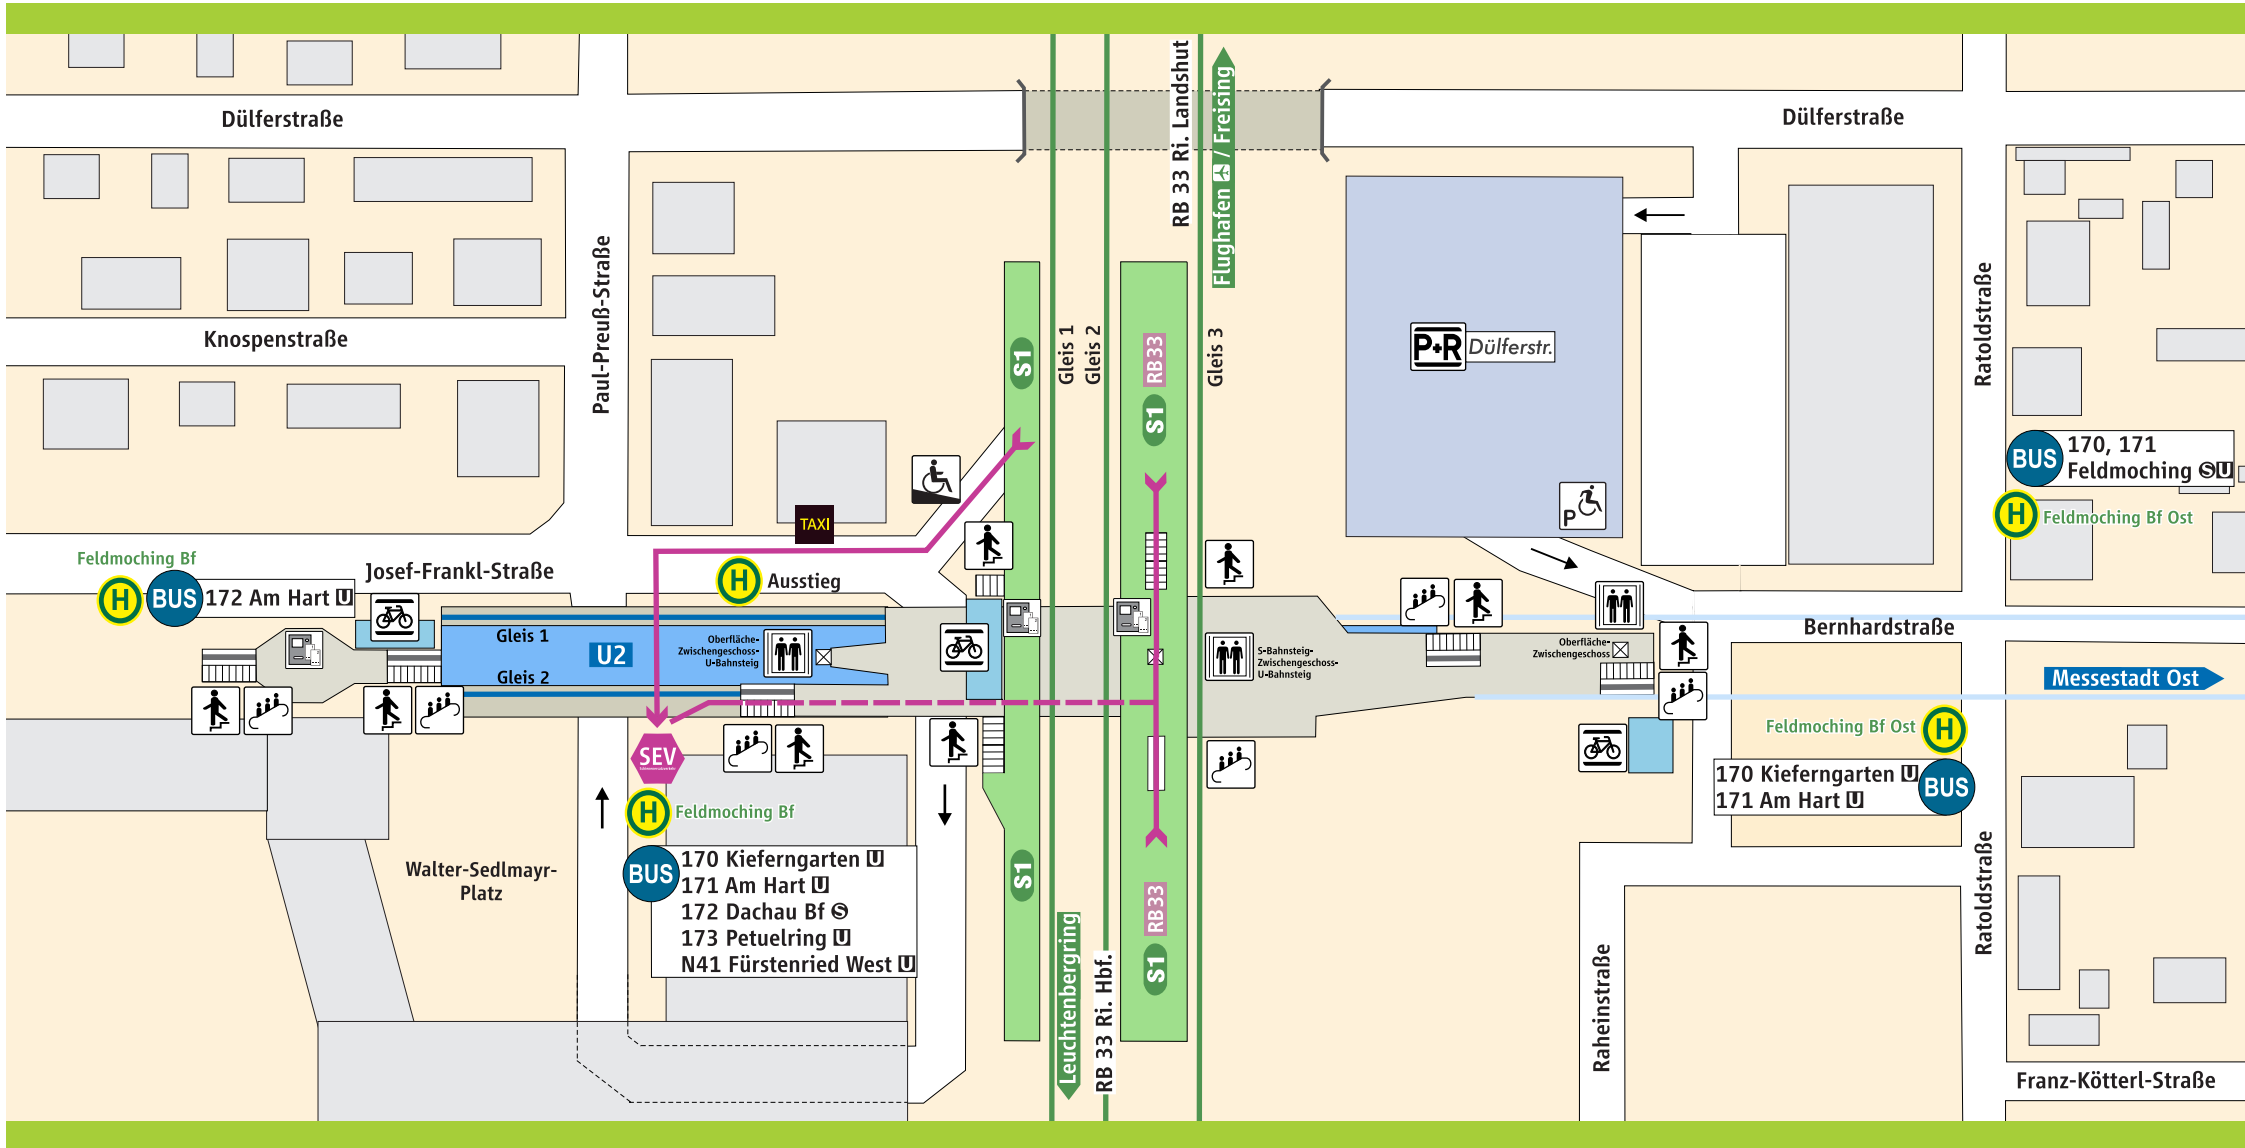 Dülferstraße
Dülferstraße
RB 33 Ri. Landshut
Flughafen / Freising
Paul-Preuß-Straße
Knospenstraße
Gleis 1
Gleis 2
Gleis 3
S1
RB33
S1
P+R Dülferstr.
Ratoldstraße
BUS
170, 171
Feldmoching S U
H Feldmoching Bf Ost
P
TAXI
Feldmoching Bf
H BUS 172 Am Hart U
Josef-Frankl-Straße
H Ausstieg
Gleis 1
U2
Gleis 2
Oberfläche-
Zwischengeschoss-
U-Bahnsteig
S-Bahnsteig-
Zwischengeschoss-
U-Bahnsteig
Oberfläche-
Zwischengeschoss
Bernhardstraße
Messestadt Ost
Feldmoching Bf Ost H
170 Kieferngarten U
171 Am Hart U
BUS
SEV
H Feldmoching Bf
BUS
170 Kieferngarten U
171 Am Hart U
172 Dachau Bf S
173 Petuelring U
N41 Fürstenried West U
Walter-Sedlmayr-
Platz
S1
RB33
S1
Leuchtenbergring
RB 33 Ri. Hbf.
Raheinstraße
Ratoldstraße
Franz-Kötterl-Straße